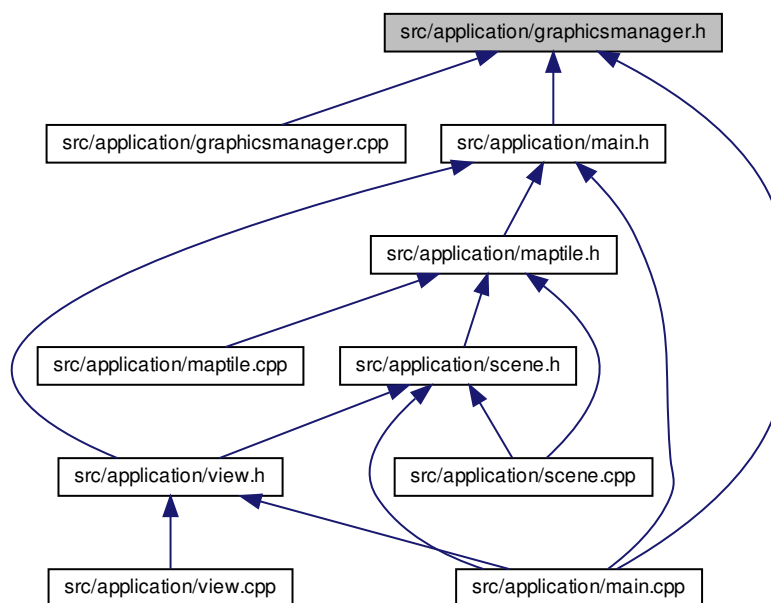 src/application/graphicsmanager.h
src/application/graphicsmanager.cpp
src/application/main.h
src/application/maptile.h
src/application/maptile.cpp
src/application/scene.h
src/application/view.h
src/application/scene.cpp
src/application/view.cpp
src/application/main.cpp